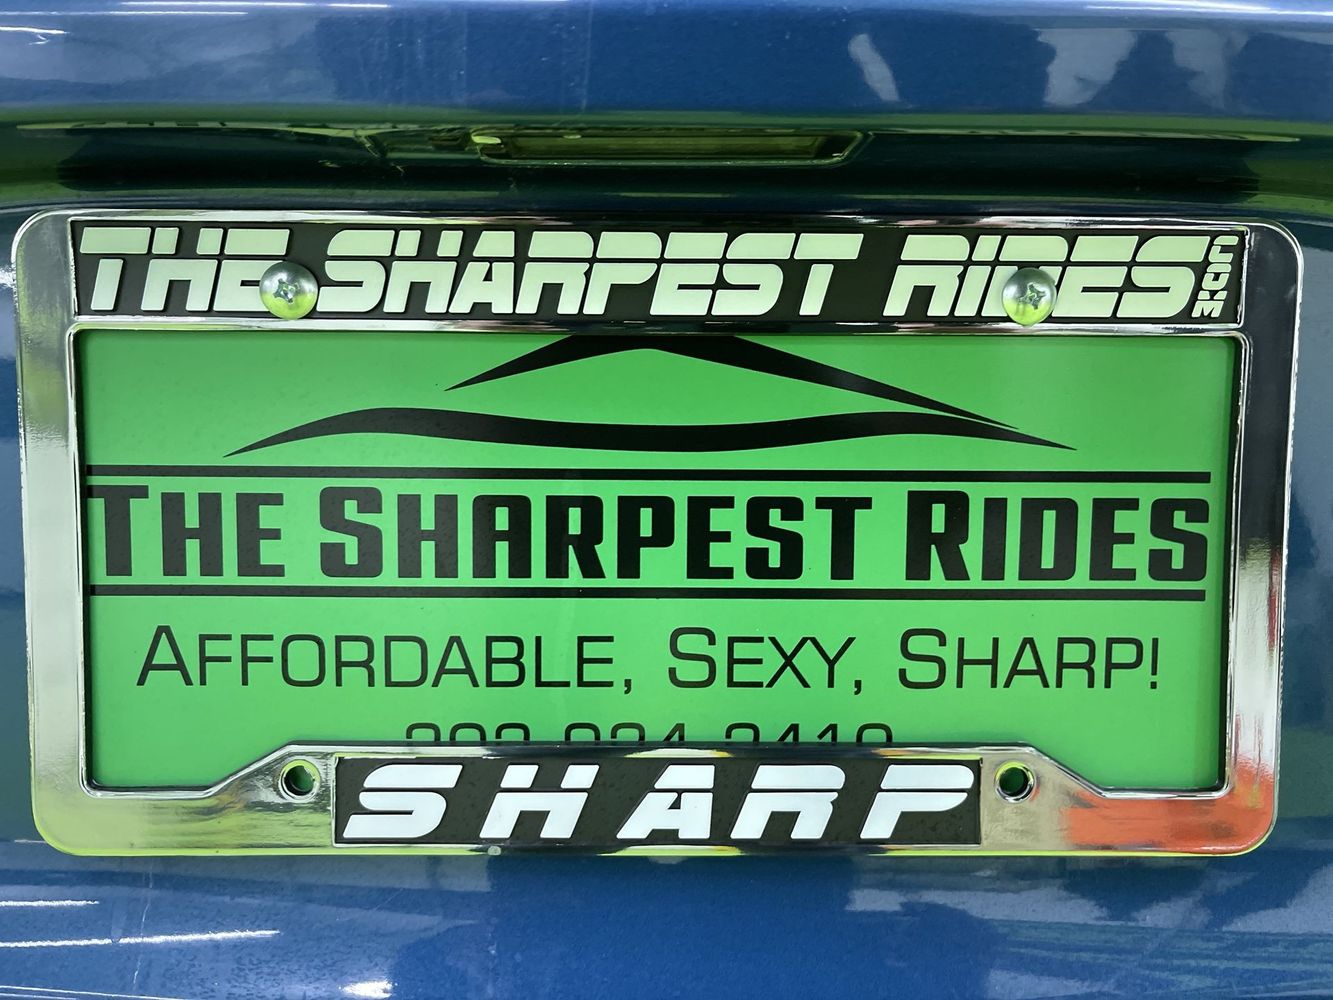 THE SHARPEST RIDES.COM
THE SHARPEST RIDES
AFFORDABLE, SEXY, SHARP!
SHARP